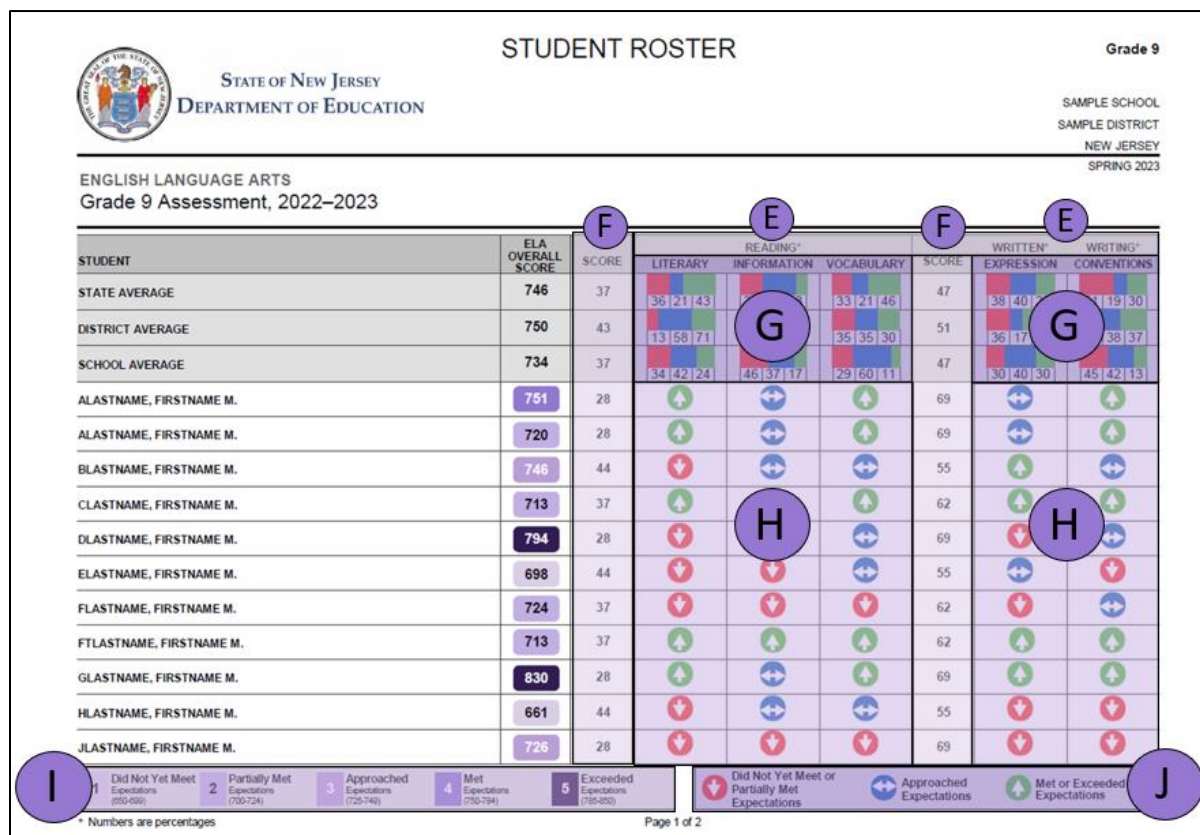 STUDENT ROSTER
Grade 9
STATE OF NEW JERSEY
DEPARTMENT OF EDUCATION
SAMPLE SCHOOL
SAMPLE DISTRICT
NEW JERSEY
SPRING 2023
ENGLISH LANGUAGE ARTS
Grade 9 Assessment, 2022–2023
F E F E
STUDENT ELA OVERALL SCORE SCORE READING* LITERARY INFORMATION VOCABULARY SCORE WRITTEN* EXPRESSION WRITING* CONVENTIONS
STATE AVERAGE 746 37 36 21 43 33 21 46 47 38 40 19 30
DISTRICT AVERAGE 750 43 13 58 71 35 35 30 51 36 17 38 37
SCHOOL AVERAGE 734 37 34 42 24 46 37 17 29 60 11 47 30 40 30 45 42 13
G G
ALASTNAME, FIRSTNAME M. 751 28 69
ALASTNAME, FIRSTNAME M. 720 28 69
BLASTNAME, FIRSTNAME M. 746 44 55
CLASTNAME, FIRSTNAME M. 713 37 62
H H
DLASTNAME, FIRSTNAME M. 794 28 69
ELASTNAME, FIRSTNAME M. 698 44 55
FLASTNAME, FIRSTNAME M. 724 37 62
FTLASTNAME, FIRSTNAME M. 713 37 62
GLASTNAME, FIRSTNAME M. 830 28 69
HLASTNAME, FIRSTNAME M. 661 44 55
JLASTNAME, FIRSTNAME M. 726 28 69
I
1 Did Not Yet Meet Expectations (650-699)
2 Partially Met Expectations (700-724)
3 Approached Expectations (725-749)
4 Met Expectations (750-784)
5 Exceeded Expectations (785-850)
Did Not Yet Meet or Partially Met Expectations
Approached Expectations
Met or Exceeded Expectations
J
* Numbers are percentages
Page 1 of 2